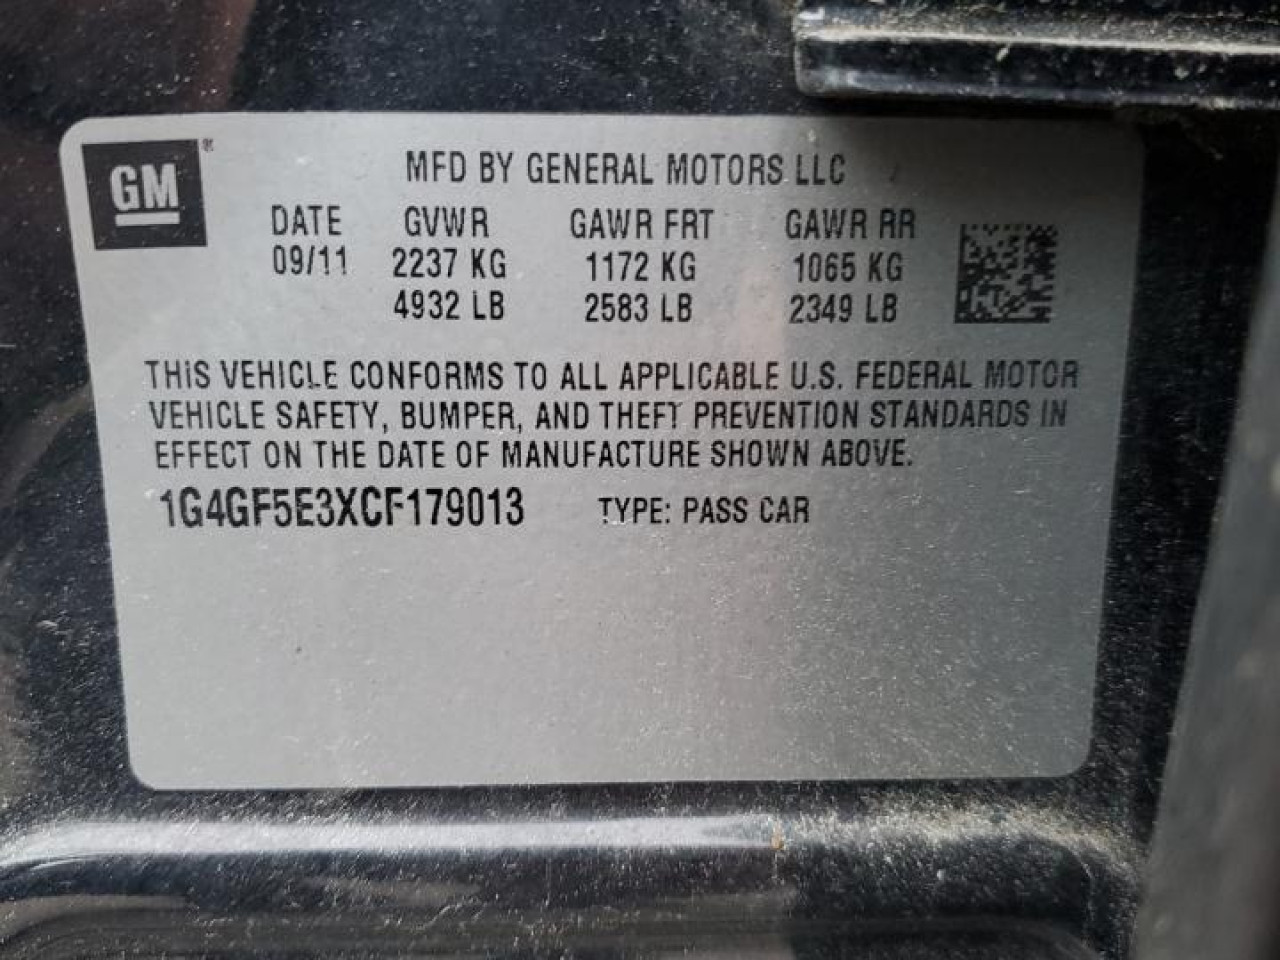 GM®
MFD BY GENERAL MOTORS LLC
DATE GVWR GAWR FRT GAWR RR
09/11 2237 KG 1172 KG 1065 KG
4932 LB 2583 LB 2349 LB
THIS VEHICLE CONFORMS TO ALL APPLICABLE U.S. FEDERAL MOTOR
VEHICLE SAFETY, BUMPER, AND THEFT PREVENTION STANDARDS IN
EFFECT ON THE DATE OF MANUFACTURE SHOWN ABOVE.
1G4GF5E3XCF179013 TYPE: PASS CAR